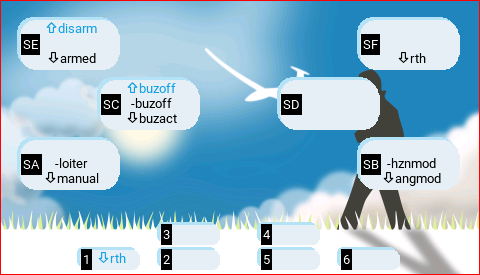 SE
⇧disarm
⇩armed
SF
⇩rth
SC
⇧buzoff
-buzoff
⇩buzact
SD
SA
-loiter
⇩manual
SB
-hznmod
⇩angmod
3
4
1 ⇩rth
2
5
6